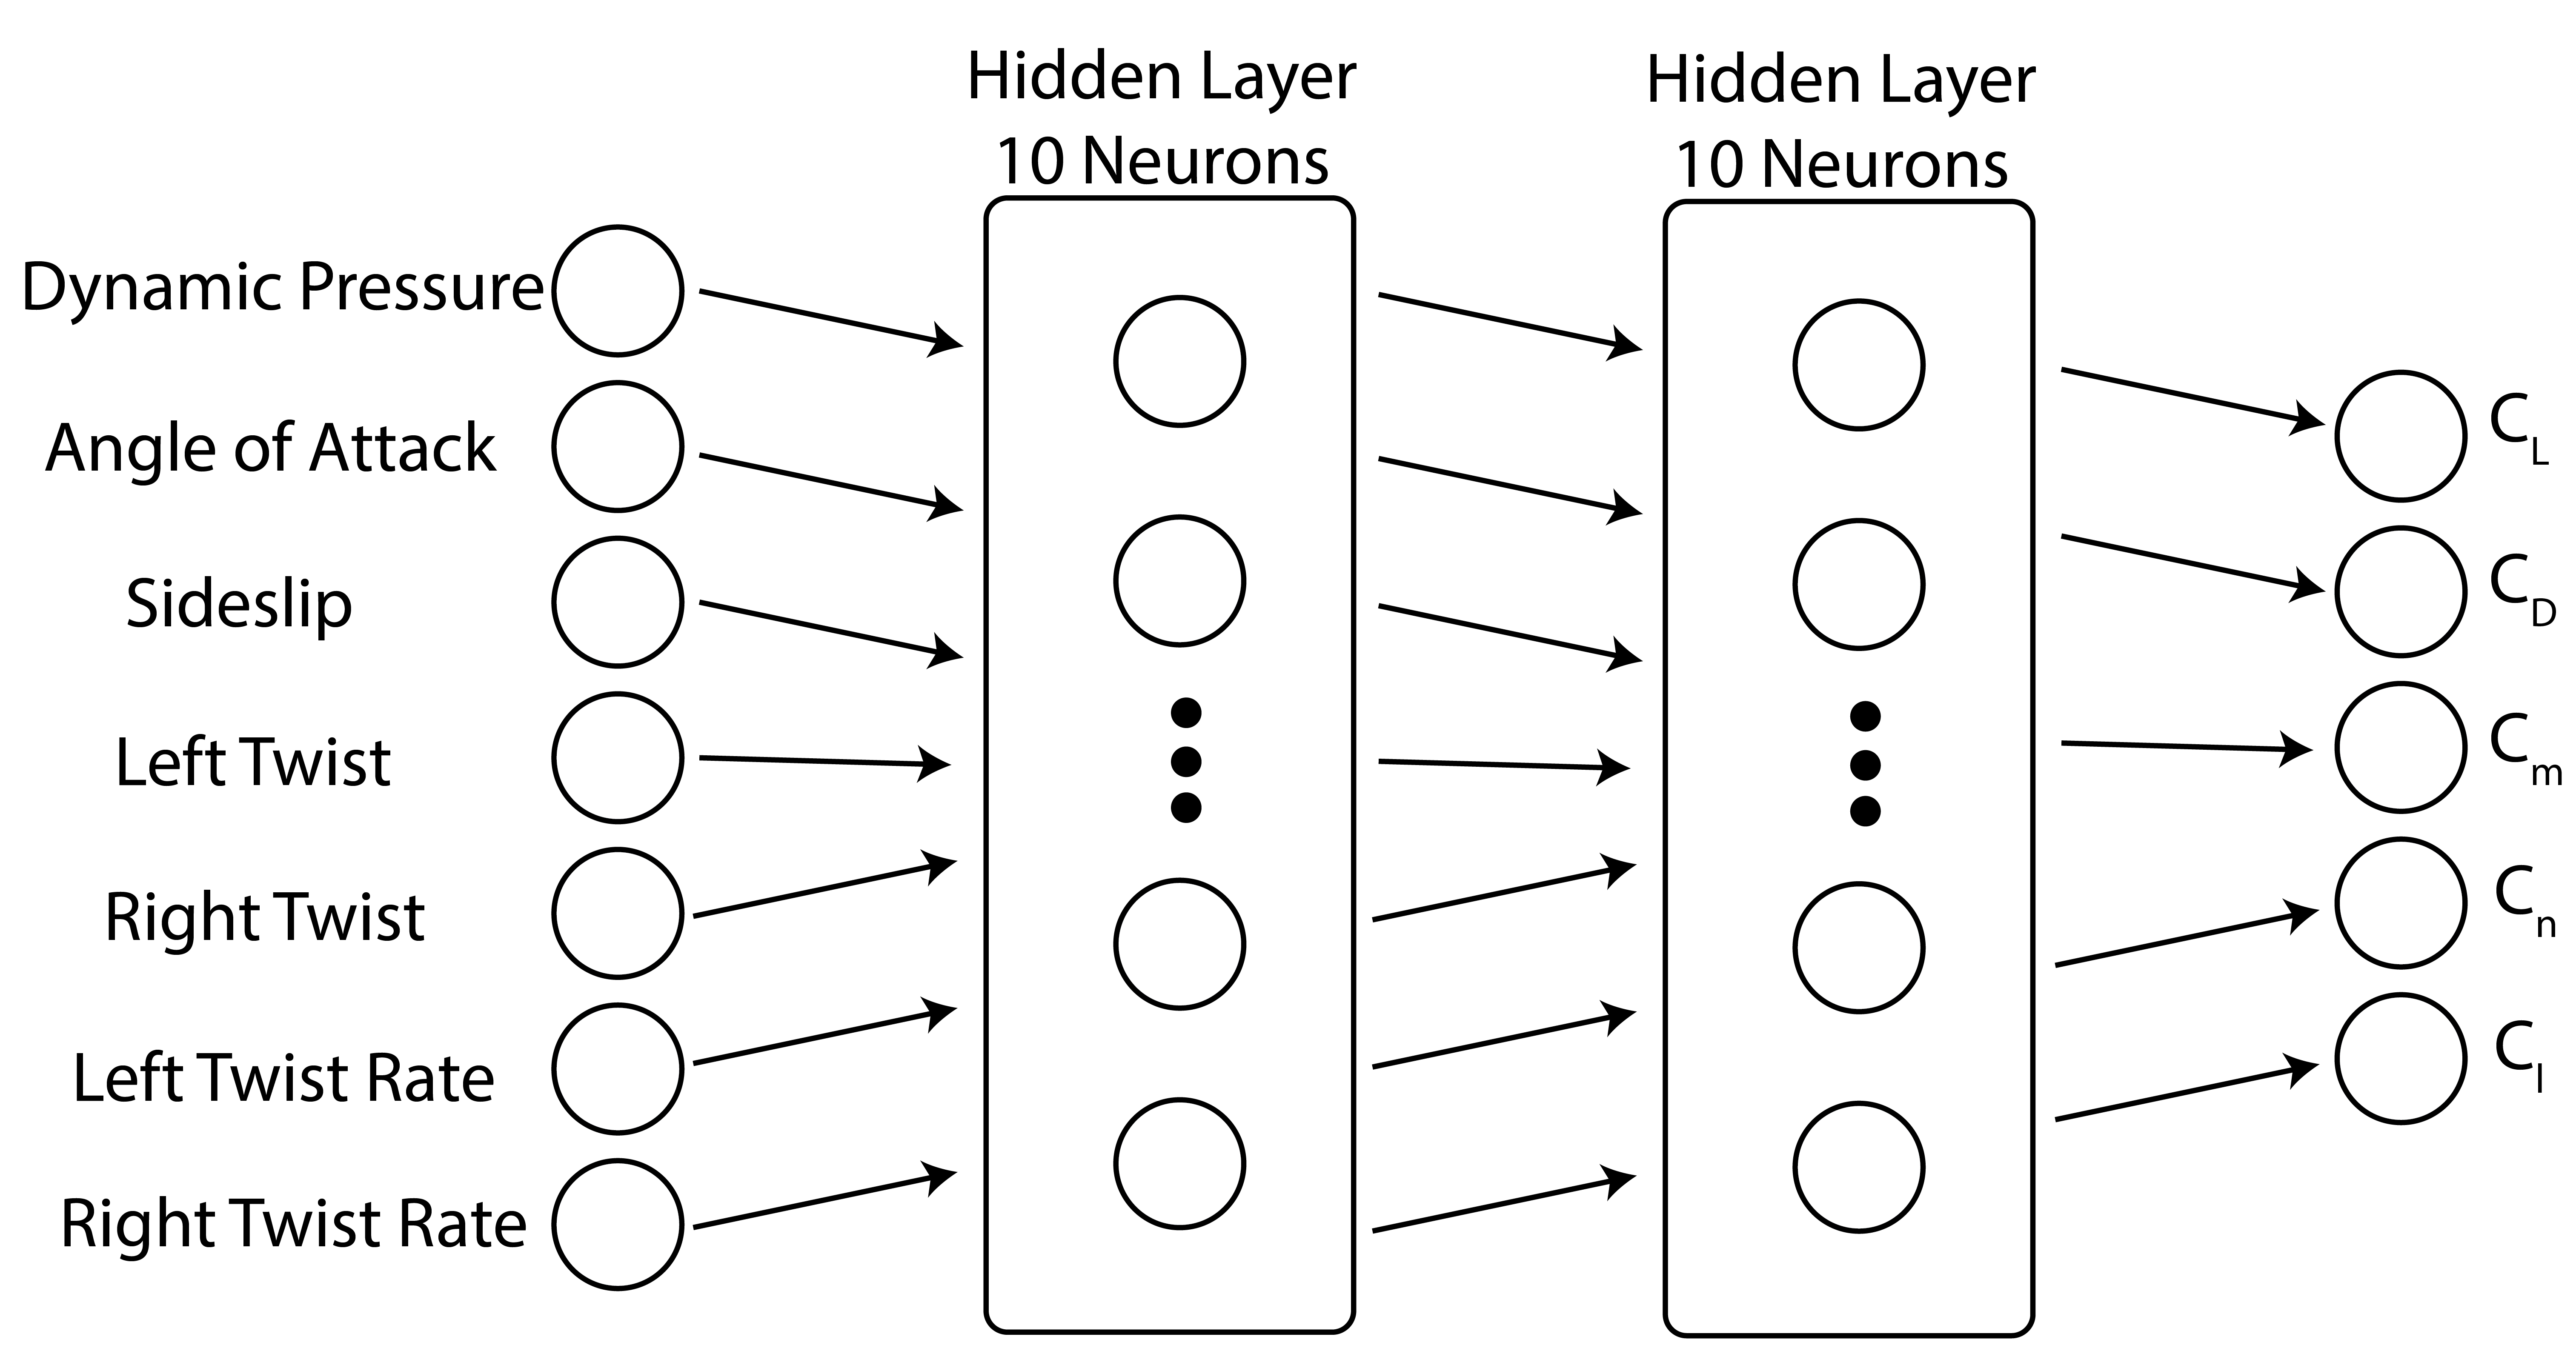 Hidden Layer
10 Neurons
Hidden Layer
10 Neurons
Dynamic Pressure
Angle of Attack
Sideslip
Left Twist
Right Twist
Left Twist Rate
Right Twist Rate
C_L
C_D
C_m
C_n
C_l